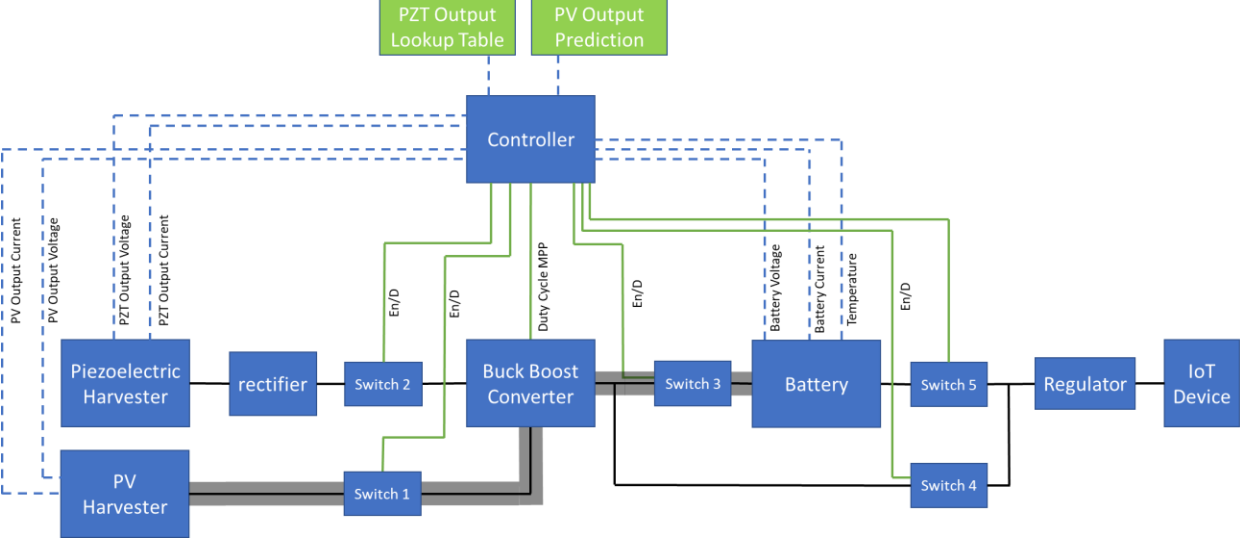 PZT Output
Lookup Table
PV Output
Prediction
Controller
PV Output Current
PV Output Voltage
PZT Output Voltage
PZT Output Current
En/D
En/D
Duty Cycle MPP
En/D
Battery Voltage
Battery Current
Temperature
En/D
Piezoelectric
Harvester
rectifier
Switch 2
Buck Boost
Converter
Switch 3
Battery
Switch 5
Regulator
IoT
Device
PV
Harvester
Switch 1
Switch 4